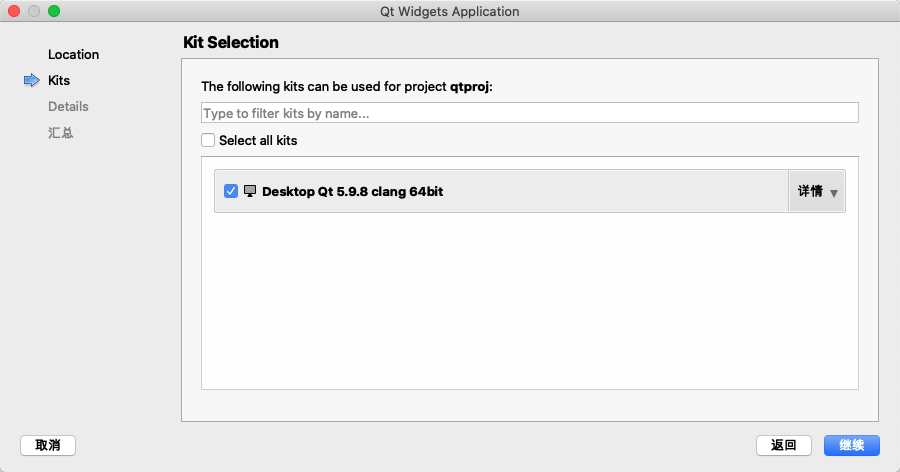 Qt Widgets Application
Location
Kits
Details
汇总
Kit Selection
The following kits can be used for project qtproj:
Type to filter kits by name...
Select all kits
Desktop Qt 5.9.8 clang 64bit
详情
取消
返回
继续